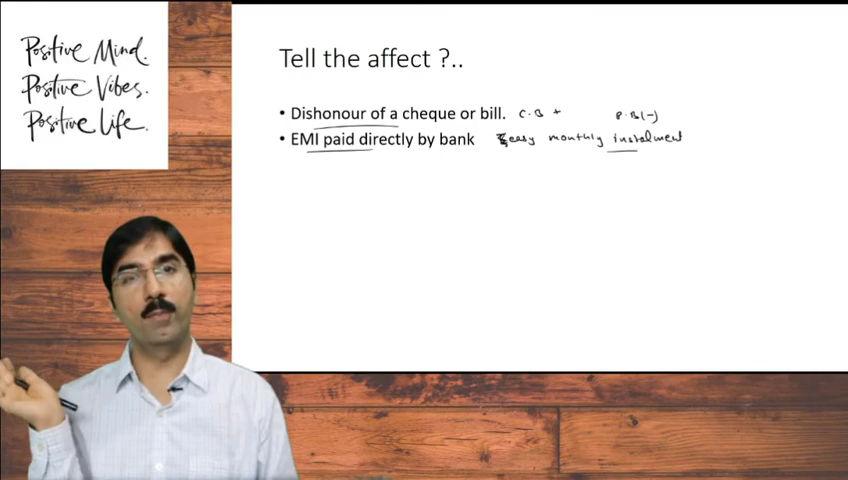 Positive Mind.
Positive Vibes.
Positive Life.
Tell the affect ?..
• Dishonour of a cheque or bill. C.B + P.B(-)
• EMI paid directly by bank easy monthly instalment